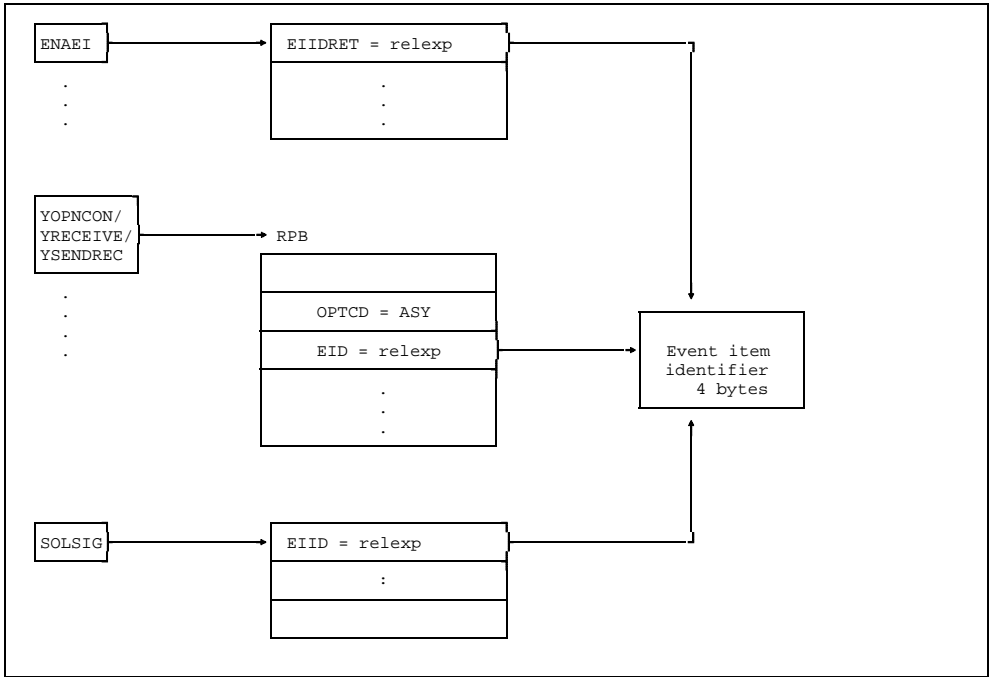 ENAEI
EIIDRET = relexp
.
.
.
.
.
.
YOPNCON/
YRECEIVE/
YSENDREC
RPB
OPTCD = ASY
EID = relexp
.
.
.
.
.
.
.
Event item
identifier
4 bytes
SOLSIG
EIID = relexp
: